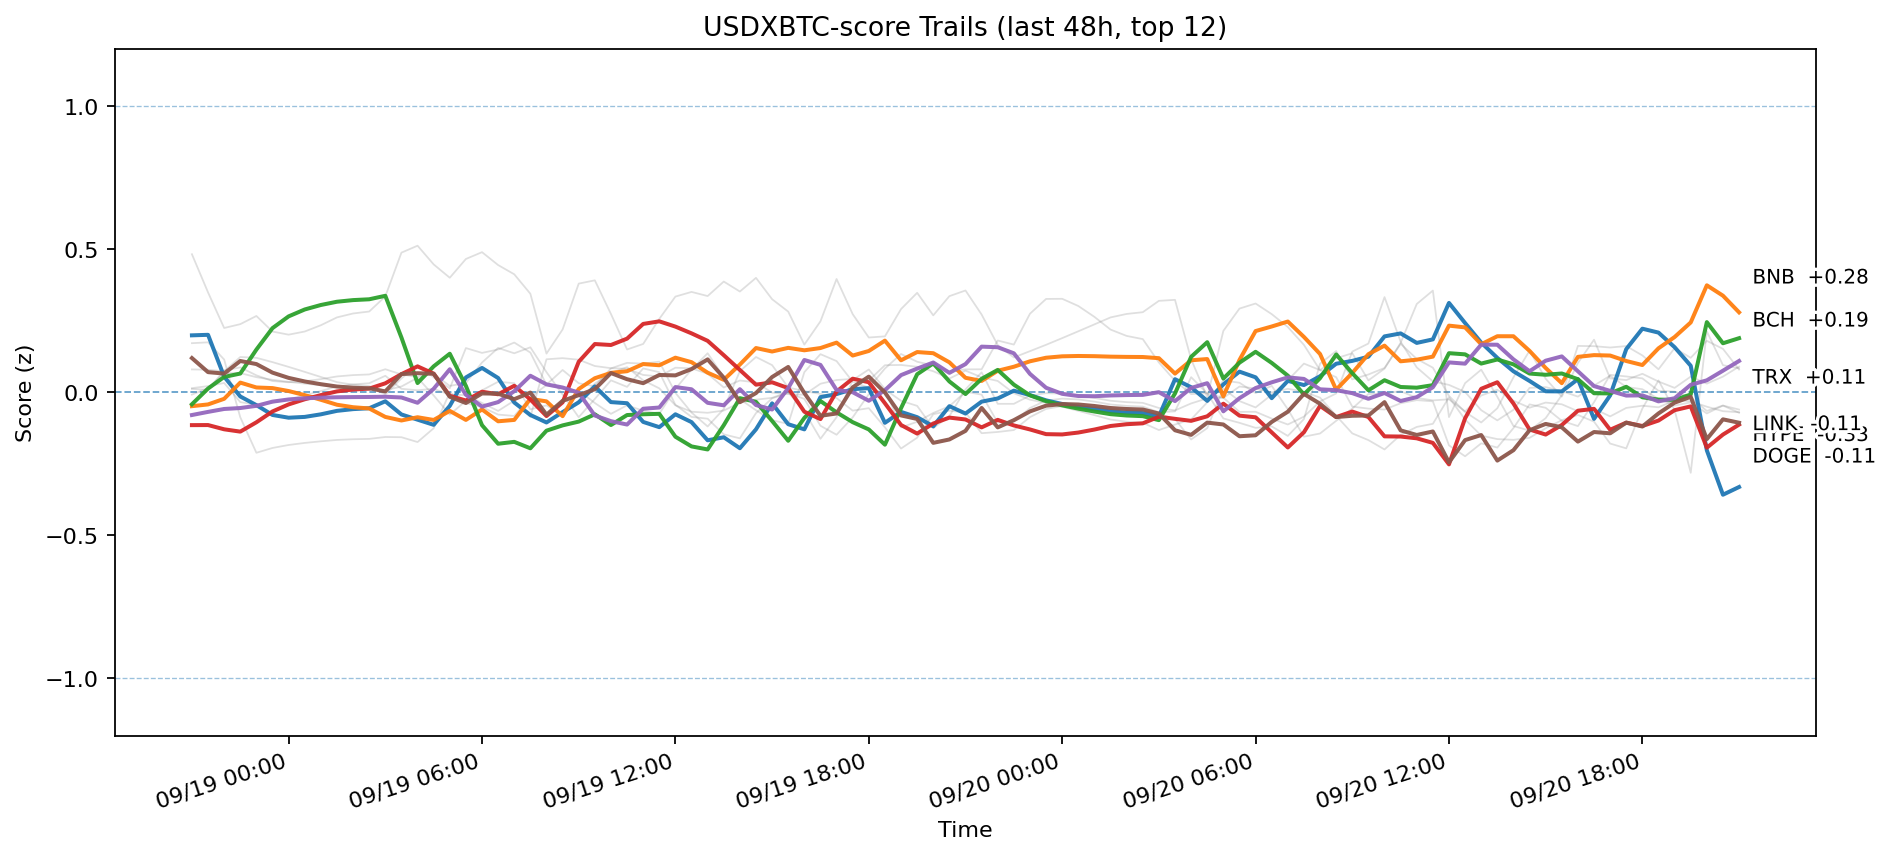 USDXBTC-score Trails (last 48h, top 12)
Score (z)
1.0
0.5
0.0
−0.5
−1.0
BNB +0.28
BCH +0.19
TRX +0.11
LINK -0.11
HYPE -0.33
DOGE -0.11
09/19 00:00
09/19 06:00
09/19 12:00
09/19 18:00
09/20 00:00
09/20 06:00
09/20 12:00
09/20 18:00
Time